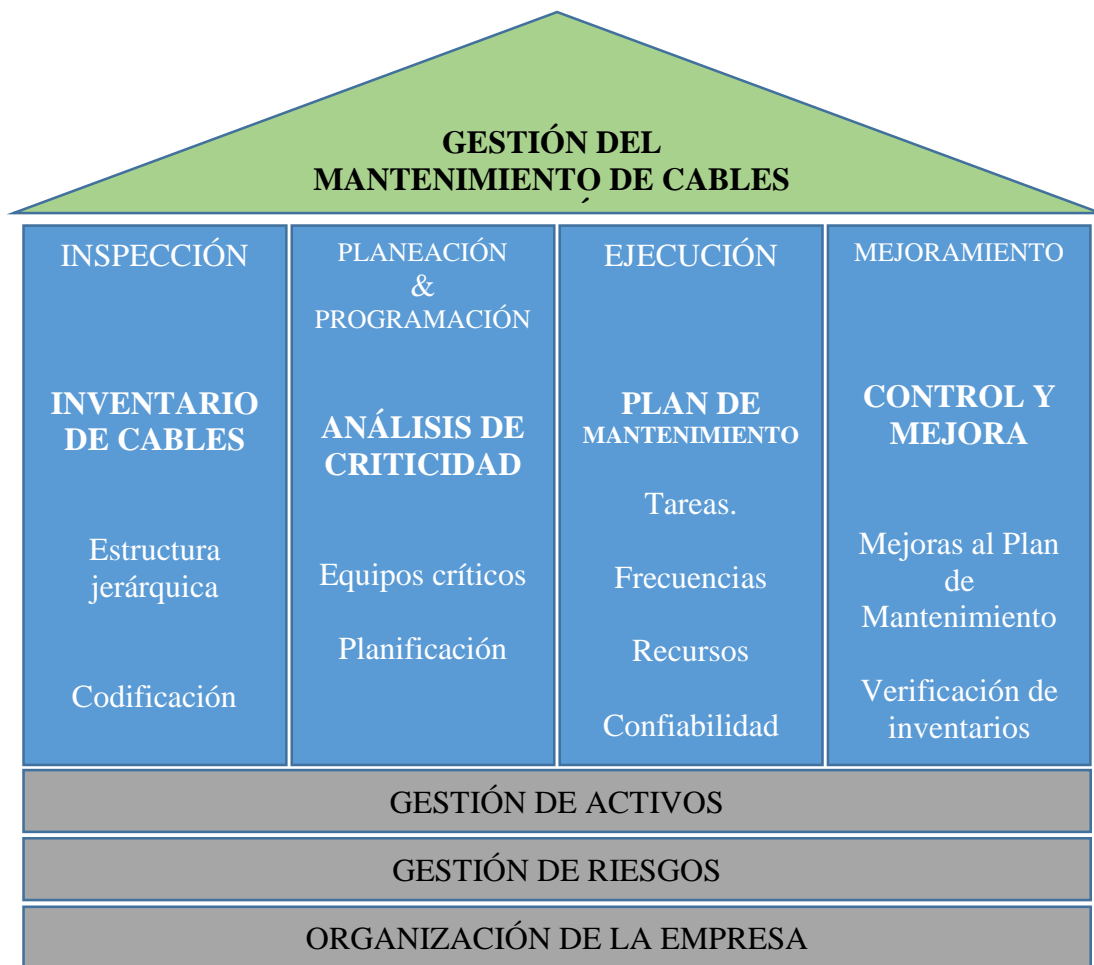 GESTIÓN DEL
MANTENIMIENTO DE CABLES
INSPECCIÓN
INVENTARIO
DE CABLES
Estructura
jerárquica
Codificación
PLANEACIÓN
&
PROGRAMACIÓN
ANÁLISIS DE
CRITICIDAD
Equipos críticos
Planificación
EJECUCIÓN
PLAN DE
MANTENIMIENTO
Tareas.
Frecuencias
Recursos
Confiabilidad
MEJORAMIENTO
CONTROL Y
MEJORA
Mejoras al Plan
de
Mantenimiento
Verificación de
inventarios
GESTIÓN DE ACTIVOS
GESTIÓN DE RIESGOS
ORGANIZACIÓN DE LA EMPRESA